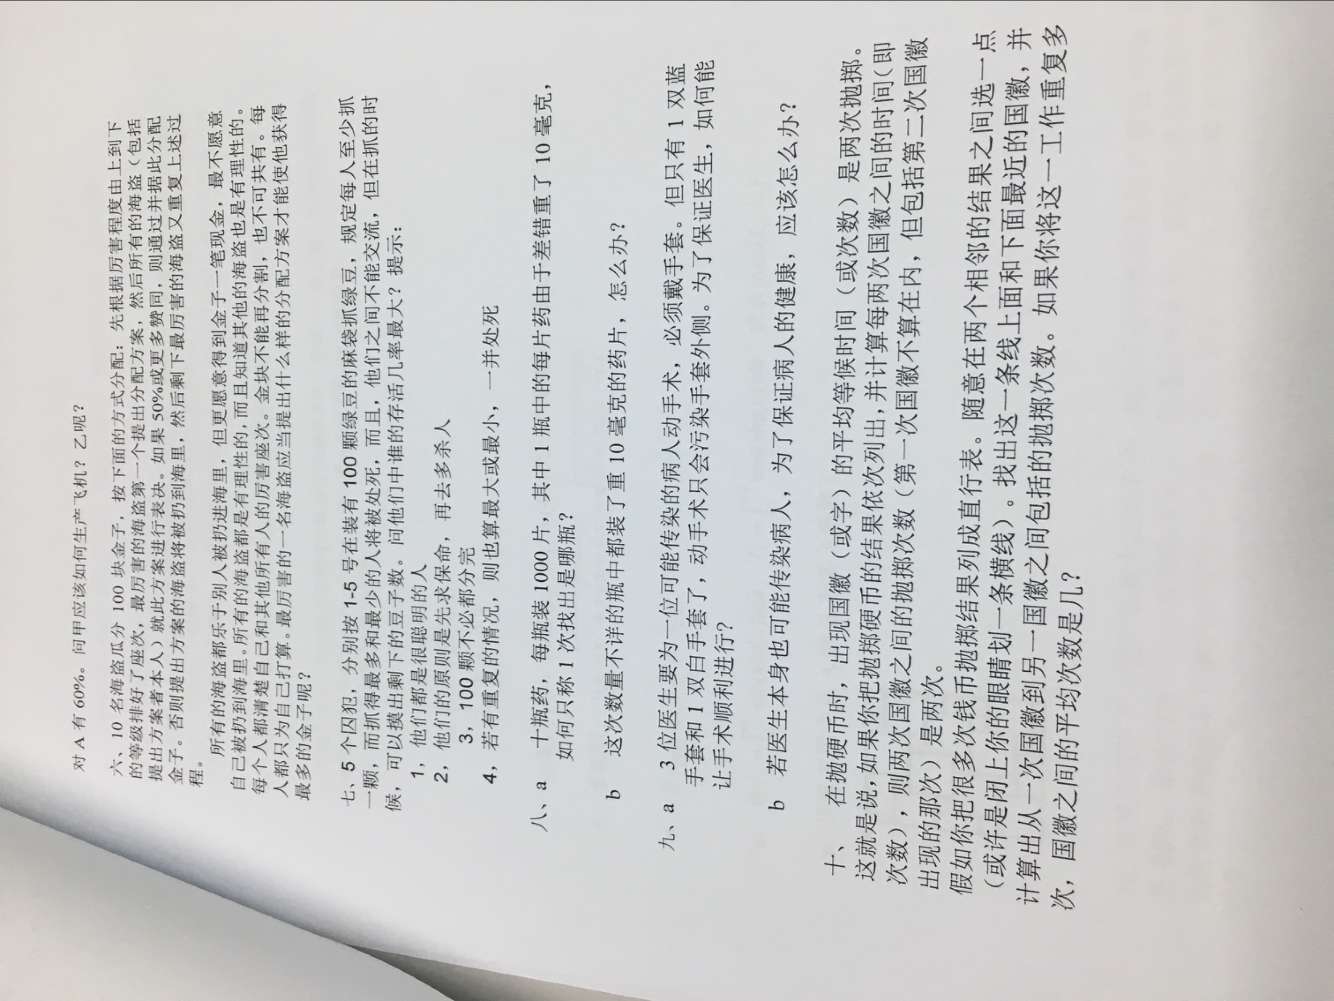 对 A 有 60%。问甲应该如何生产飞机？乙呢？
六、10 名海盗瓜分 100 块金子，按下面的方式分配：先根据厉害程度由上到下
的等级排好了座次，最厉害的海盗第一个提出分配方案，然后所有的海盗（包括
提出方案者本人）就此方案进行表决。如果 50%或更多赞同，则通过并据此分配
金子。否则提出方案的海盗将被扔到海里，然后剩下最厉害的海盗又重复上述过
程。
所有的海盗都乐于别人被扔进海里，但更愿意得到金子一笔现金，最不愿意
自己被扔到海里。所有的海盗都是有理性的，而且知道其他的海盗也是有理性的。
每个人都清楚自己和其他所有人的厉害座次。金块不能再分割，也不可共有。每
人都只为自己打算。最厉害的一名海盗应当提出什么样的分配方案才能使他获得
最多的金子呢？
七、5 个囚犯，分别按 1-5 号在装有 100 颗绿豆的麻袋抓绿豆，规定每人至少抓
一颗，而抓得最多和最少的人将被处死，而且，他们之间不能交流，但在抓的时
候，可以摸出剩下的豆子数。问他们中谁的存活几率最大？提示：
1，他们都是很聪明的人
2，他们的原则是先求保命，再去多杀人
3，100 颗不必都分完
4，若有重复的情况，则也算最大或最小，一并处死
八、a 十瓶药，每瓶装 1000 片，其中 1 瓶中的每片药由于差错重了 10 毫克，
如何只称 1 次找出是哪瓶？
b 这次数量不详的瓶中都装了重 10 毫克的药片，怎么办？
九、a 3 位医生要为一位可能传染的病人动手术，必须戴手套。但只有 1 双蓝
手套和 1 双白手套了，动手术只会污染手套外侧。为了保证医生，如何能
让手术顺利进行?
b 若医生本身也可能传染病人，为了保证病人的健康，应该怎么办？
十、 在抛硬币时，出现国徽（或字）的平均等候时间（或次数）是两次抛掷。
这就是说，如果你把抛掷硬币的结果依次列出，并计算每两次国徽之间的时间（即
次数），则两次国徽之间的抛掷次数（第一次国徽不算在内，但包括第二次国徽
出现的那次）是两次。
假如你把很多次钱币抛掷结果列成直行表。随意在两个相邻的结果之间选一点
（或许是闭上你的眼睛划一条横线）。找出这一条线上面和下面最近的国徽，并
计算出从一次国徽到另一国徽之间包括的抛掷次数。如果你将这一工作重复多
次，国徽之间的平均次数是几？